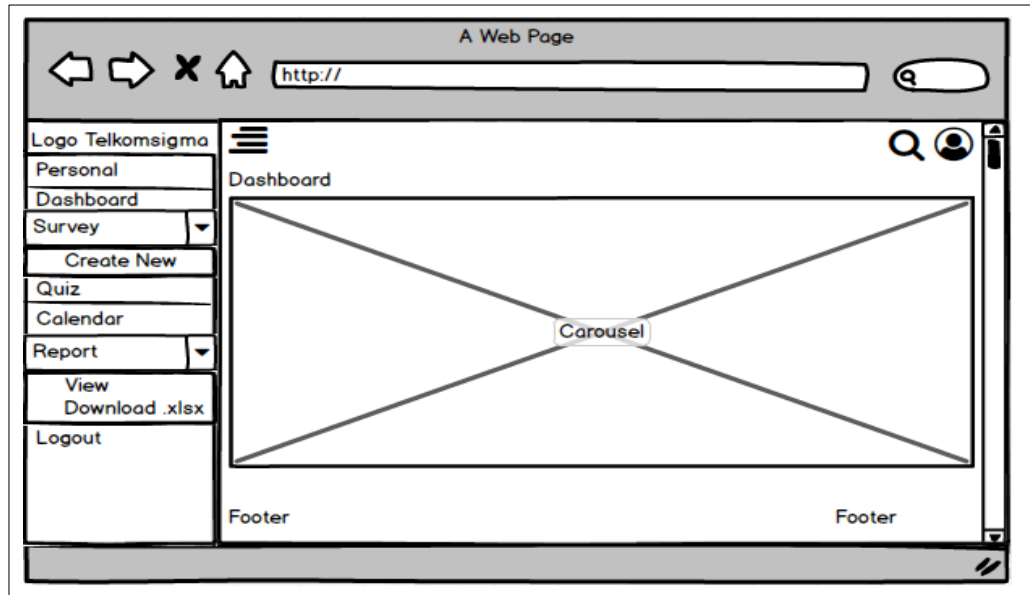 A Web Page
http://
Logo Telkomsigma
Personal
Dashboard
Survey
Create New
Quiz
Calendar
Report
View
Download .xlsx
Logout
Dashboard
Carousel
Footer
Footer